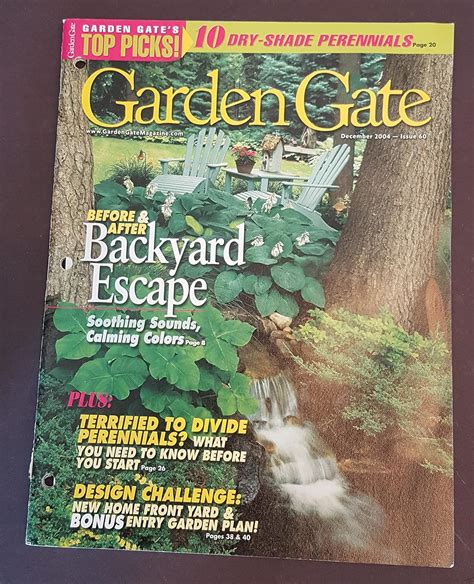 GardenGate
GARDEN GATE'S
TOP PICKS!
10 DRY-SHADE PERENNIALS Page 20
Garden Gate
www.GardenGateMagazine.com
December 2004 — Issue 60
BEFORE &
AFTER
Backyard
Escape
Soothing Sounds,
Calming Colors Page 8
PLUS:
TERRIFIED TO DIVIDE
PERENNIALS? WHAT
YOU NEED TO KNOW BEFORE
YOU START Page 26
DESIGN CHALLENGE:
NEW HOME FRONT YARD &
BONUS ENTRY GARDEN PLAN!
Pages 38 & 40